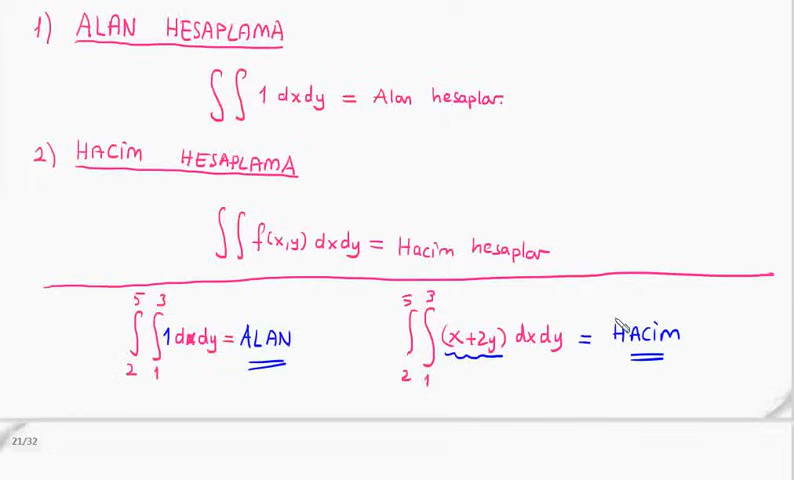 1) ALAN HESAPLAMA
∫∫ 1 dxdy = Alan hesaplar.
2) HACİM HESAPLAMA
∫∫ f(x,y) dxdy = Hacim hesaplar
∫₂⁵ ∫₁³ 1 dxdy = ALAN
∫₂⁵ ∫₁³ (x+2y) dxdy = HACİM
21/32